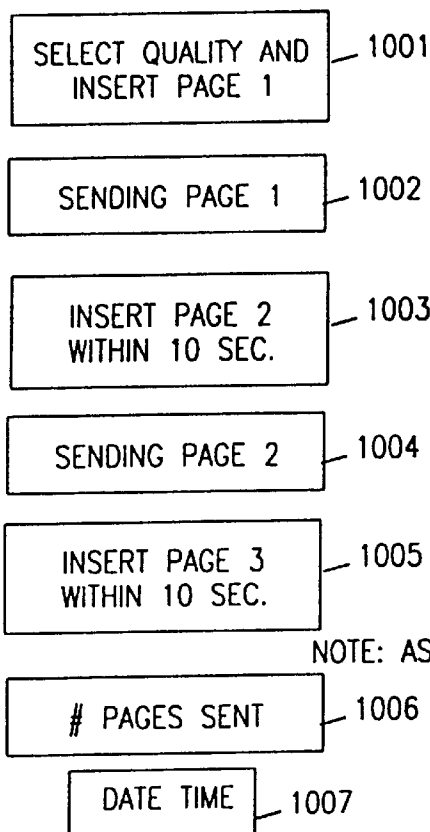 SELECT QUALITY AND
INSERT PAGE 1
1001
SENDING PAGE 1
1002
INSERT PAGE 2
WITHIN 10 SEC.
1003
SENDING PAGE 2
1004
INSERT PAGE 3
WITHIN 10 SEC.
1005
NOTE: AS
# PAGES SENT
1006
DATE TIME
1007